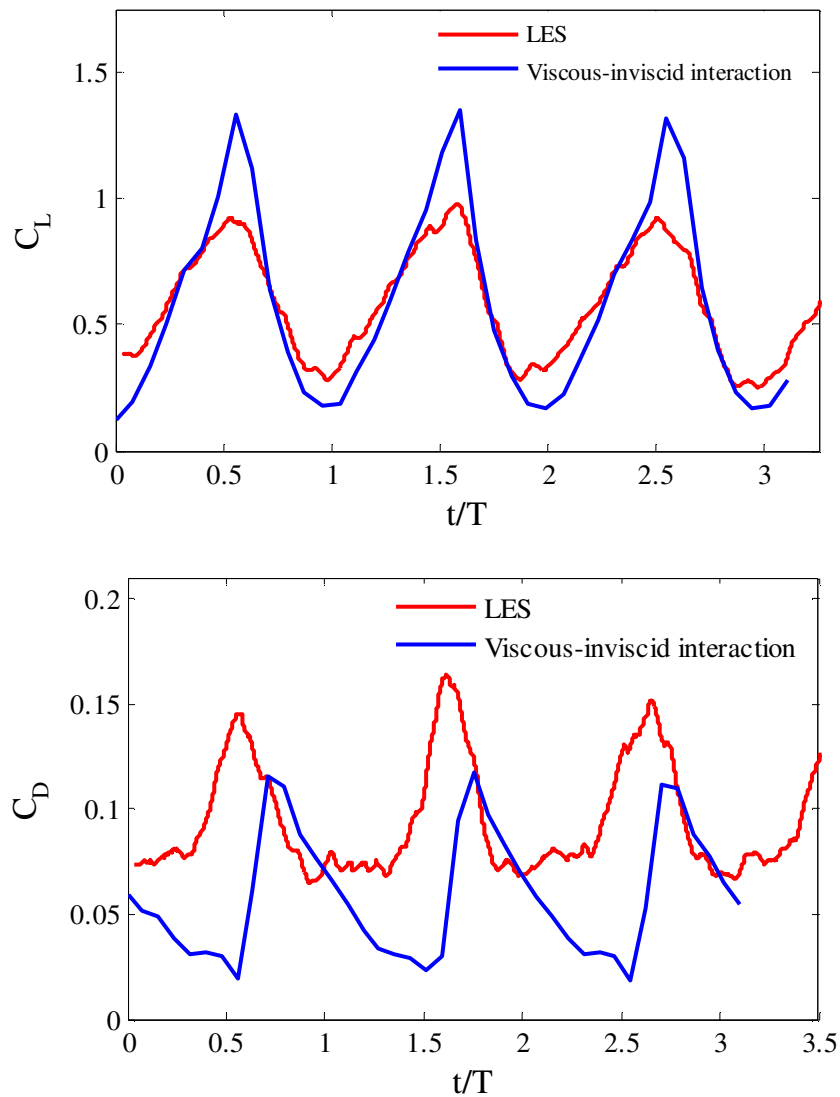 LES
Viscous-inviscid interaction
1.5
1
0.5
0
C_L
0 0.5 1 1.5 2 2.5 3
t/T
LES
Viscous-inviscid interaction
0.2
0.15
0.1
0.05
0
C_D
0 0.5 1 1.5 2 2.5 3 3.5
t/T